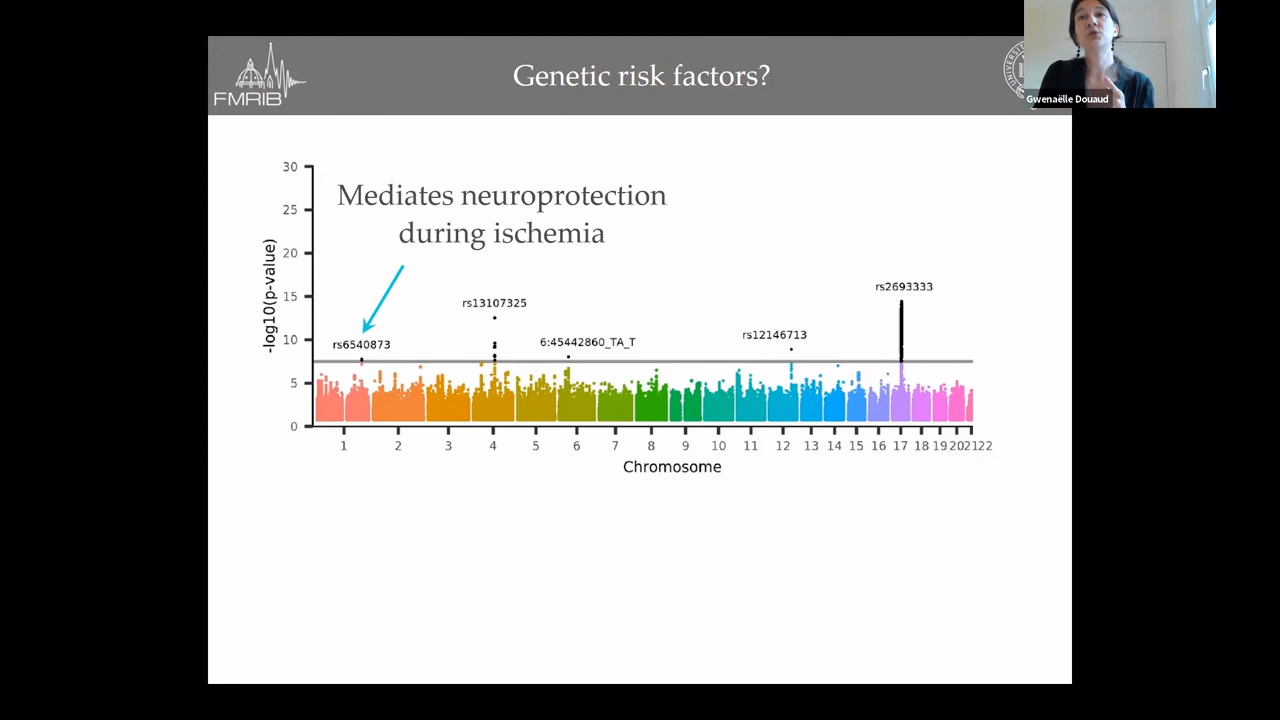 Genetic risk factors?
FMRIB
Gwenaëlle Douaud
Mediates neuroprotection
during ischemia
-log10(p-value)
30
25
20
15
10
5
0
rs6540873
rs13107325
6:45442860_TA_T
rs12146713
rs2693333
1 2 3 4 5 6 7 8 9 10 11 12 13 14 15 16 17 18 19 20 21 22
Chromosome